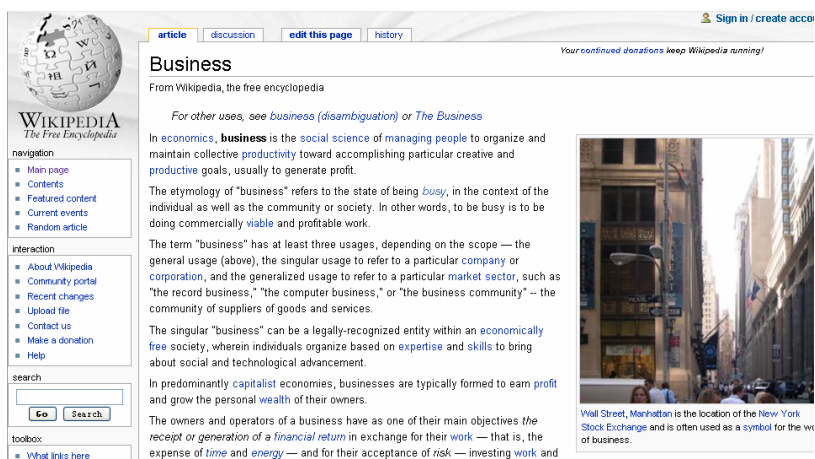 Sign in / create accou
article
discussion
edit this page
history
Your continued donations keep Wikipedia running!
WIKIPEDIA
The Free Encyclopedia
navigation
Main page
Contents
Featured content
Current events
Random article
interaction
About Wikipedia
Community portal
Recent changes
Upload file
Contact us
Make a donation
Help
search
Go
Search
toolbox
What links here
Business
From Wikipedia, the free encyclopedia
For other uses, see business (disambiguation) or The Business
In economics, business is the social science of managing people to organize and
maintain collective productivity toward accomplishing particular creative and
productive goals, usually to generate profit.
The etymology of "business" refers to the state of being busy, in the context of the
individual as well as the community or society. In other words, to be busy is to be
doing commercially viable and profitable work.
The term "business" has at least three usages, depending on the scope — the
general usage (above), the singular usage to refer to a particular company or
corporation, and the generalized usage to refer to a particular market sector, such as
"the record business," "the computer business," or "the business community" -- the
community of suppliers of goods and services.
The singular "business" can be a legally-recognized entity within an economically
free society, wherein individuals organize based on expertise and skills to bring
about social and technological advancement.
In predominantly capitalist economies, businesses are typically formed to earn profit
and grow the personal wealth of their owners.
The owners and operators of a business have as one of their main objectives the
receipt or generation of a financial return in exchange for their work — that is, the
expense of time and energy — and for their acceptance of risk — investing work and
Wall Street, Manhattan is the location of the New York
Stock Exchange and is often used as a symbol for the wo
of business.